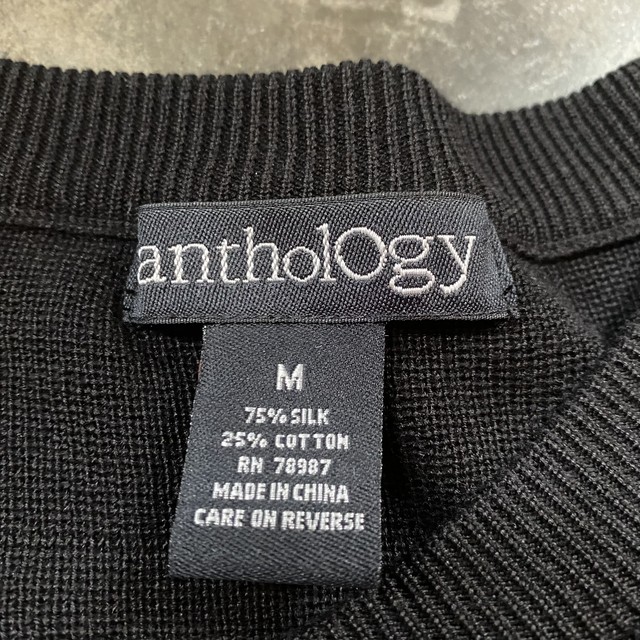 anthology
M
75% SILK
25% COTTON
RN 78987
MADE IN CHINA
CARE ON REVERSE